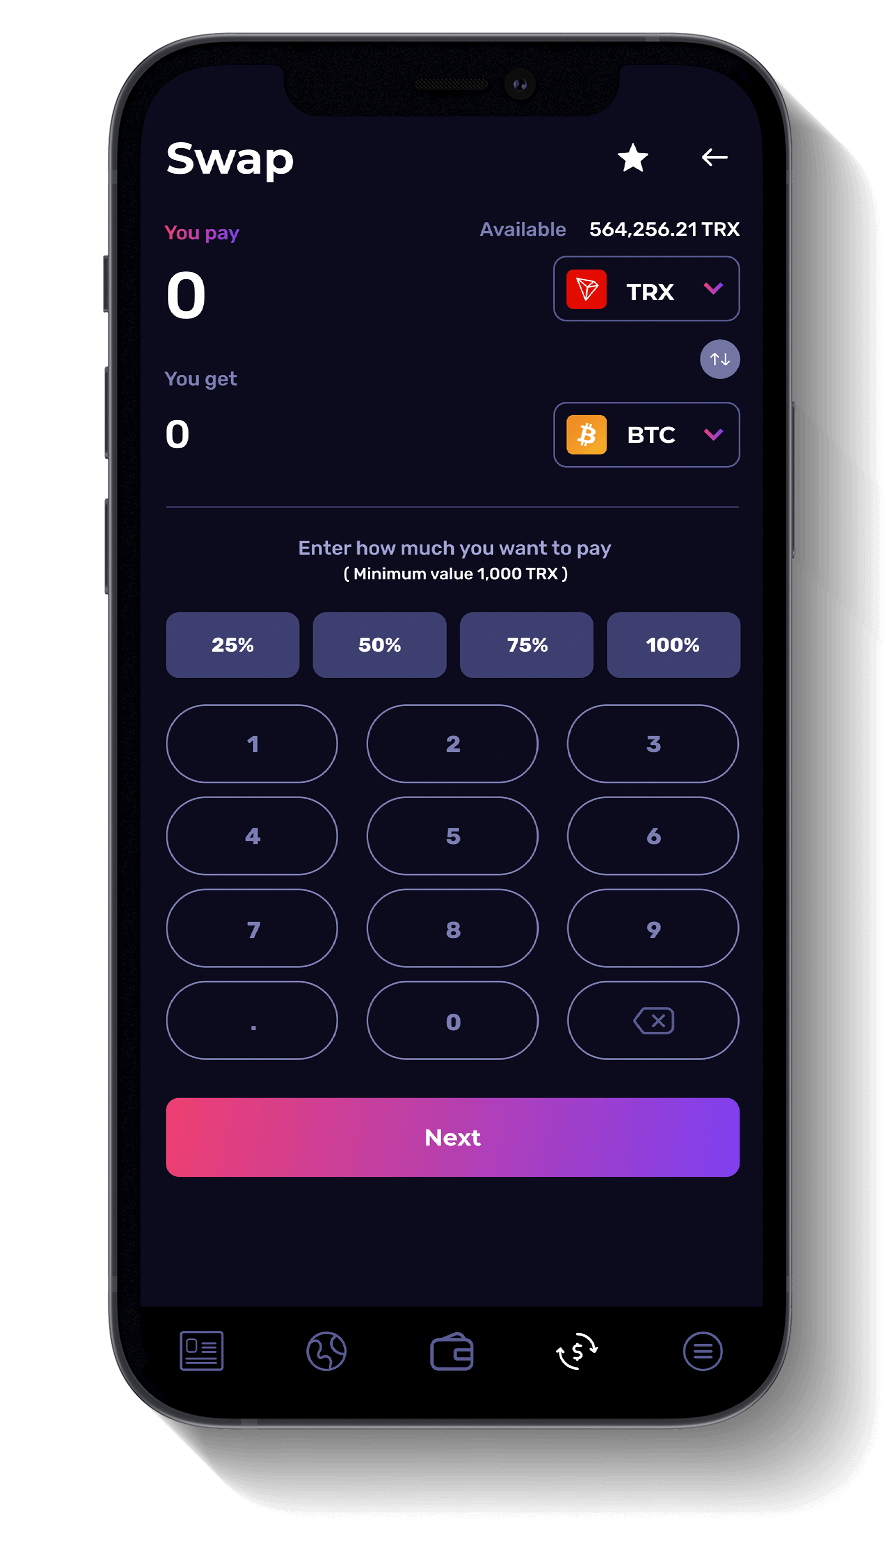 Swap
You pay Available 564,256.21 TRX
0 TRX
You get
0 BTC
Enter how much you want to pay
( Minimum value 1,000 TRX )
25% 50% 75% 100%
1 2 3
4 5 6
7 8 9
. 0
Next